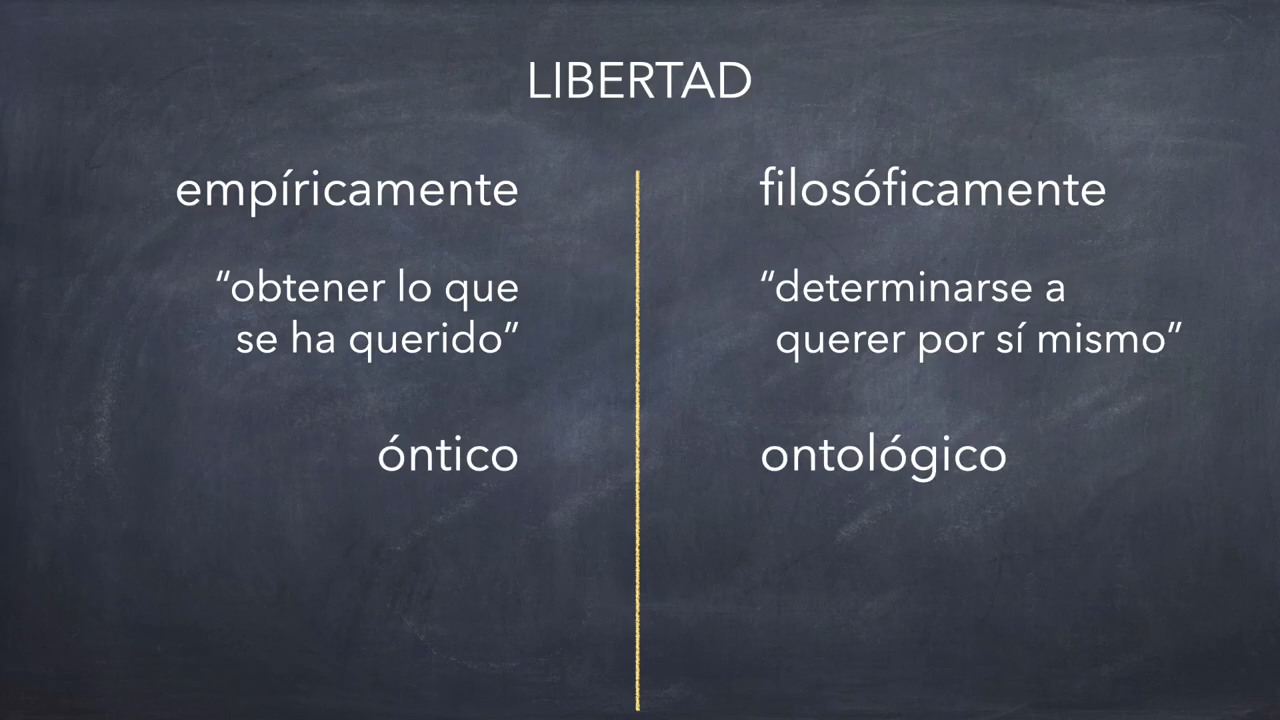 LIBERTAD
empíricamente
“obtener lo que
se ha querido”
óntico
filosóficamente
“determinarse a
querer por sí mismo”
ontológico